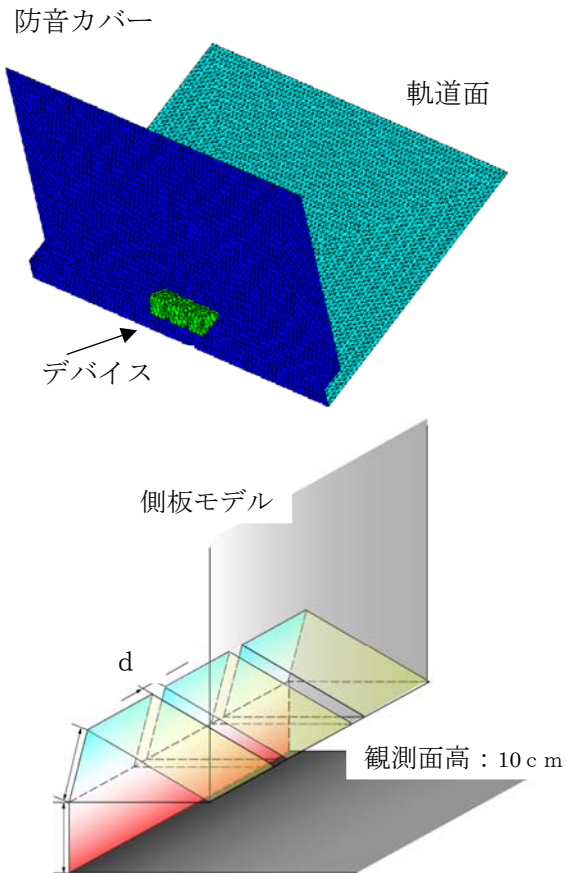 防音カバー
軌道面
デバイス
側板モデル
d
観測面高：10ｃｍ